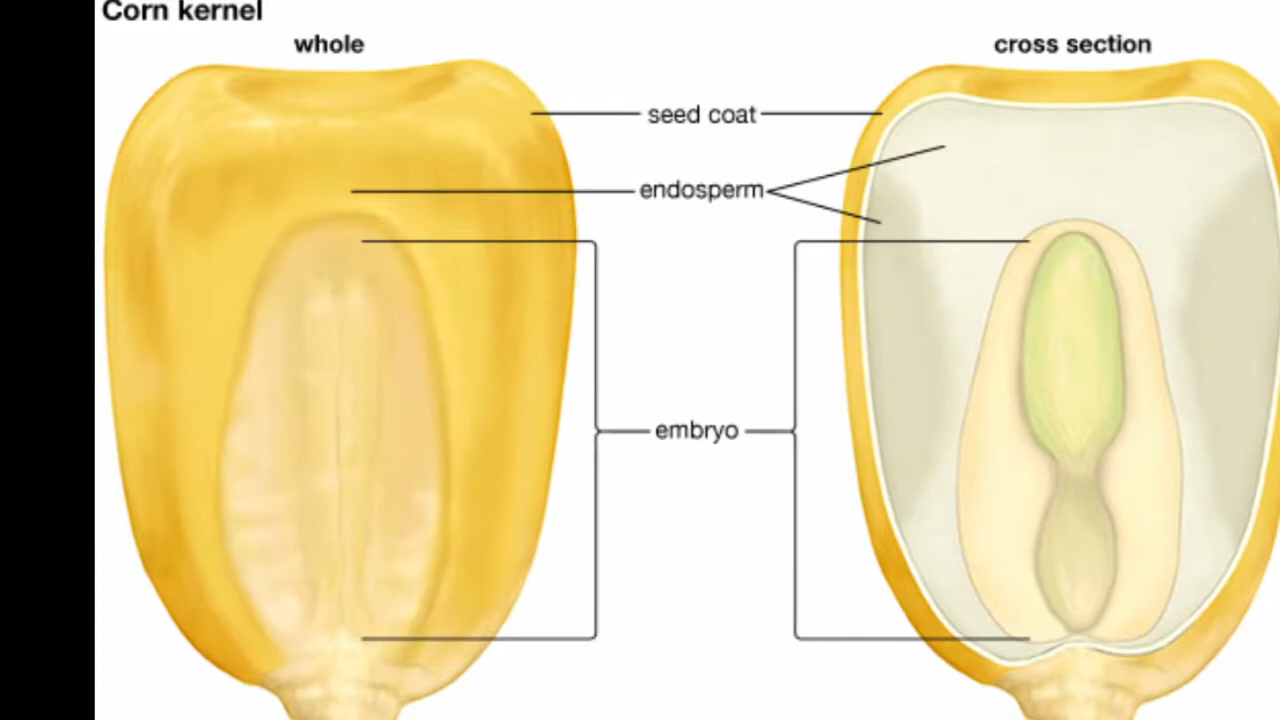 Corn kernel
whole
cross section
seed coat
endosperm
embryo